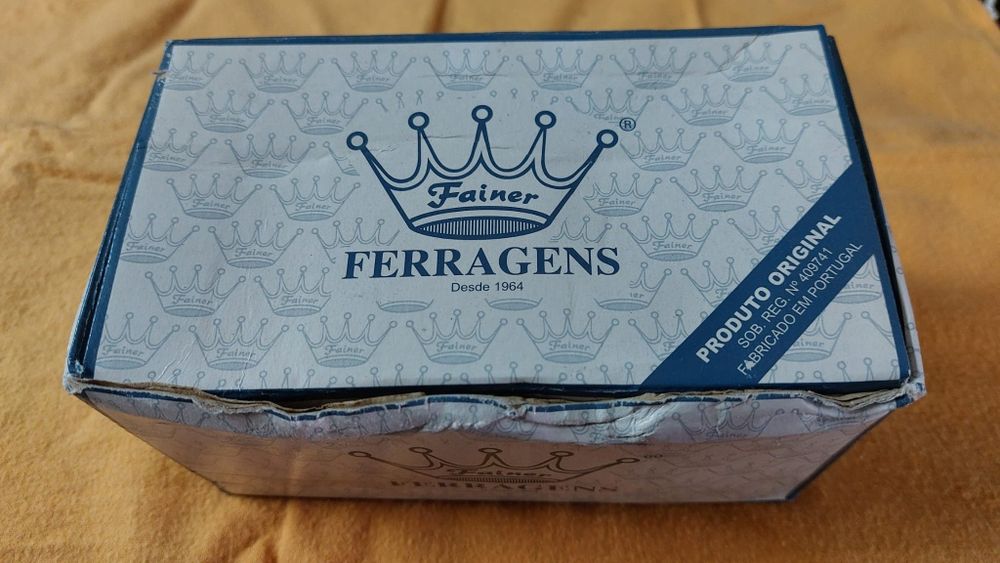 Fainer
®
FERRAGENS
Desde 1964
PRODUTO ORIGINAL
SOB. REG. Nº 409741
FABRICADO EM PORTUGAL
Fainer
FERRAGENS